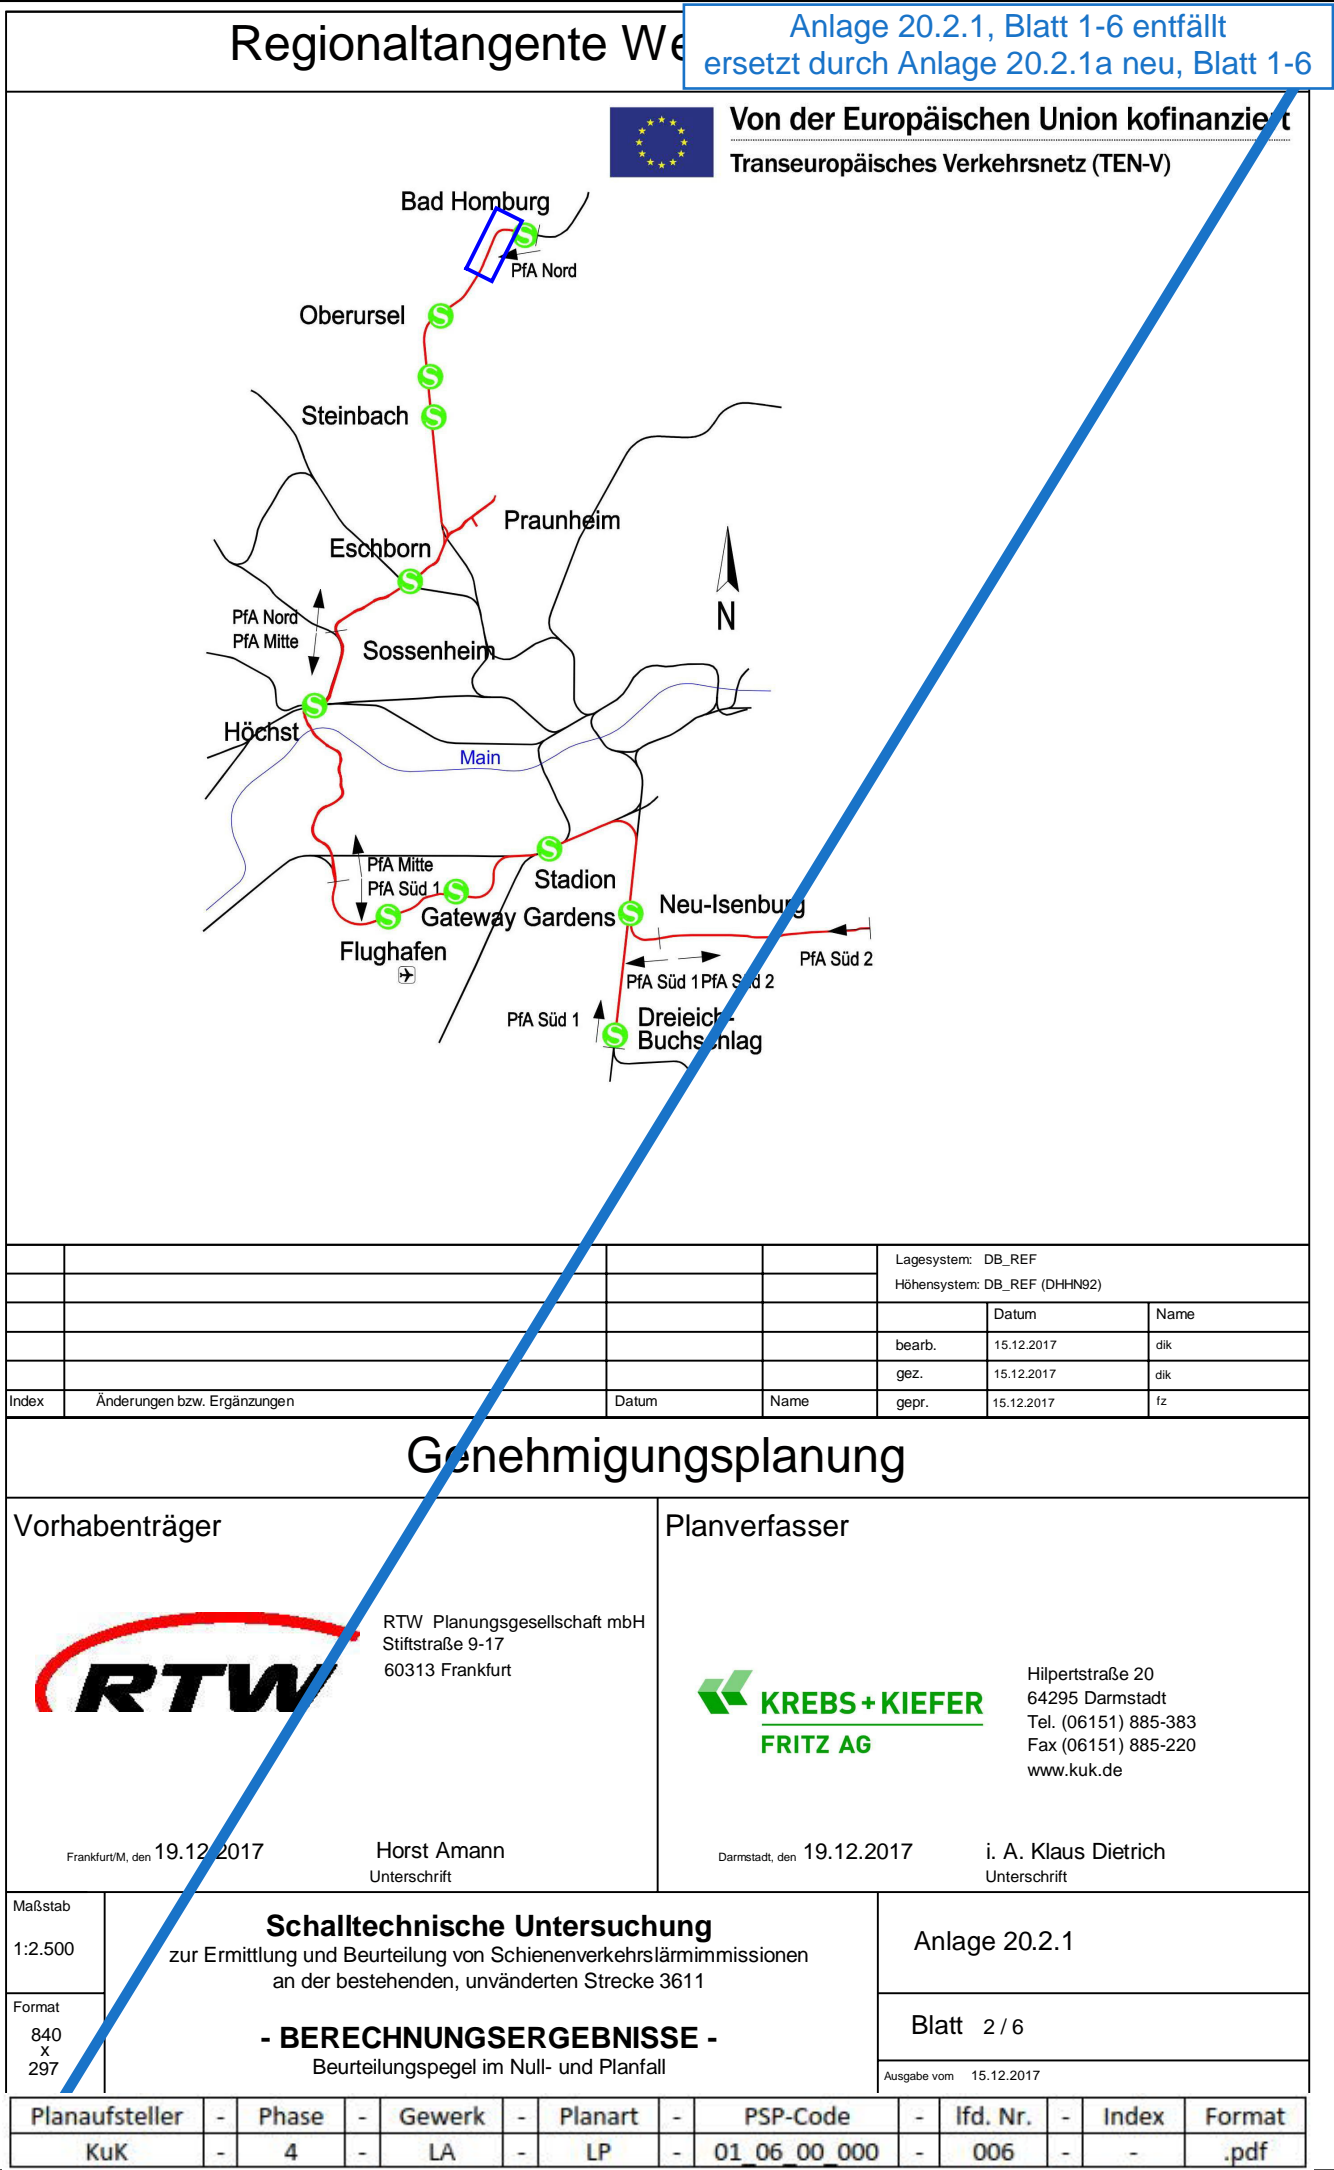 Regionaltangente We
Anlage 20.2.1, Blatt 1-6 entfällt
ersetzt durch Anlage 20.2.1a neu, Blatt 1-6
Von der Europäischen Union kofinanziert
Transeuropäisches Verkehrsnetz (TEN-V)
Bad Homburg
PfA Nord
Oberursel
Steinbach
Praunheim
Eschborn
N
PfA Nord
PfA Mitte
Sossenheim
Höchst
Main
PfA Mitte
PfA Süd 1
Stadion
Gateway Gardens
Neu-Isenburg
Flughafen
PfA Süd 2
PfA Süd 1 PfA Süd 2
PfA Süd 1
Dreieich-
Buchschlag
Lagesystem: DB_REF
Höhensystem: DB_REF (DHHN92)
Datum Name
bearb. 15.12.2017 dik
gez. 15.12.2017 dik
Index Änderungen bzw. Ergänzungen Datum Name gepr. 15.12.2017 fz
Genehmigungsplanung
Vorhabenträger
Planverfasser
RTW
RTW Planungsgesellschaft mbH
Stiftstraße 9-17
60313 Frankfurt
KREBS+KIEFER
FRITZ AG
Hilpertstraße 20
64295 Darmstadt
Tel. (06151) 885-383
Fax (06151) 885-220
www.kuk.de
Frankfurt/M, den 19.12.2017 Horst Amann
Unterschrift
Darmstadt, den 19.12.2017 i. A. Klaus Dietrich
Unterschrift
Maßstab
1:2.500
Schalltechnische Untersuchung
zur Ermittlung und Beurteilung von Schienenverkehrslärmimmissionen
an der bestehenden, unvänderten Strecke 3611
Anlage 20.2.1
Format
840
x
297
- BERECHNUNGSERGEBNISSE -
Beurteilungspegel im Null- und Planfall
Blatt 2 / 6
Ausgabe vom 15.12.2017
Planaufsteller - Phase - Gewerk - Planart - PSP-Code - lfd. Nr. - Index Format
KuK - 4 - LA - LP - 01_06_00_000 - 006 - - .pdf